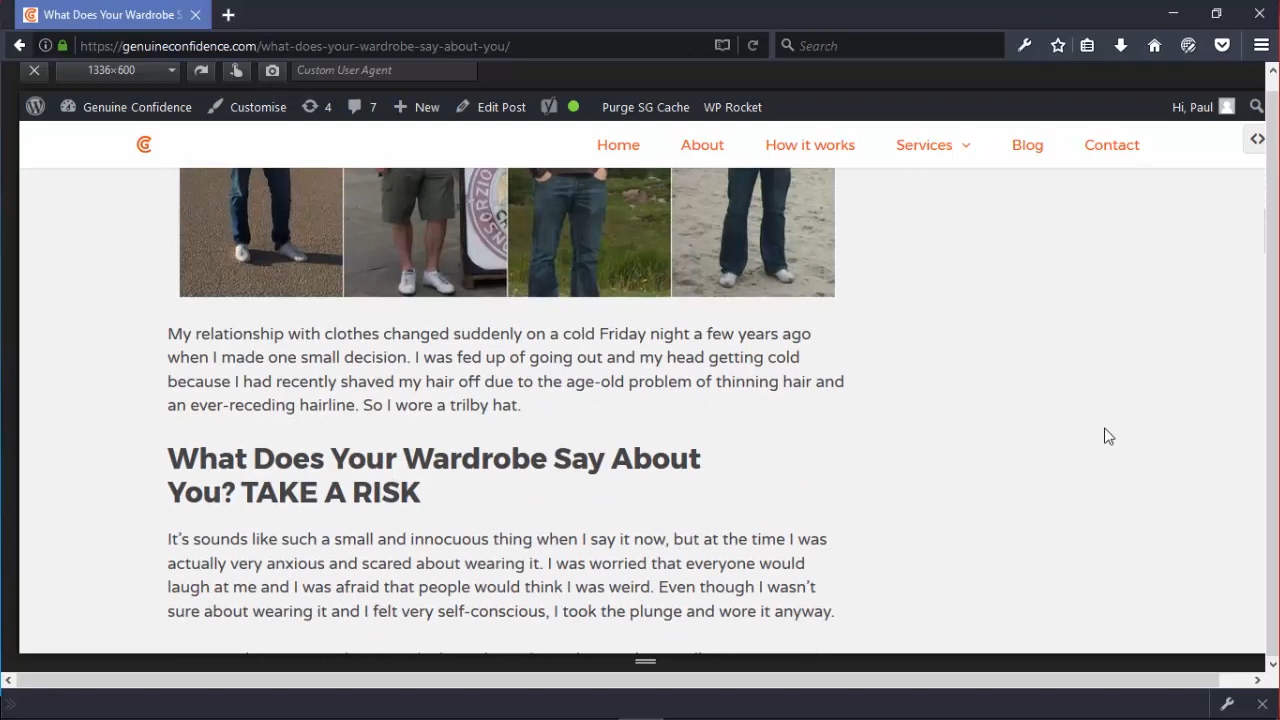 What Does Your Wardrobe S
https://genuineconfidence.com/what-does-your-wardrobe-say-about-you/
Search
1336×600
Custom User Agent
Genuine Confidence
Customise
4
7
New
Edit Post
Purge SG Cache
WP Rocket
Hi, Paul
Home
About
How it works
Services
Blog
Contact
My relationship with clothes changed suddenly on a cold Friday night a few years ago
when I made one small decision. I was fed up of going out and my head getting cold
because I had recently shaved my hair off due to the age-old problem of thinning hair and
an ever-receding hairline. So I wore a trilby hat.
What Does Your Wardrobe Say About
You? TAKE A RISK
It's sounds like such a small and innocuous thing when I say it now, but at the time I was
actually very anxious and scared about wearing it. I was worried that everyone would
laugh at me and I was afraid that people would think I was weird. Even though I wasn't
sure about wearing it and I felt very self-conscious, I took the plunge and wore it anyway.